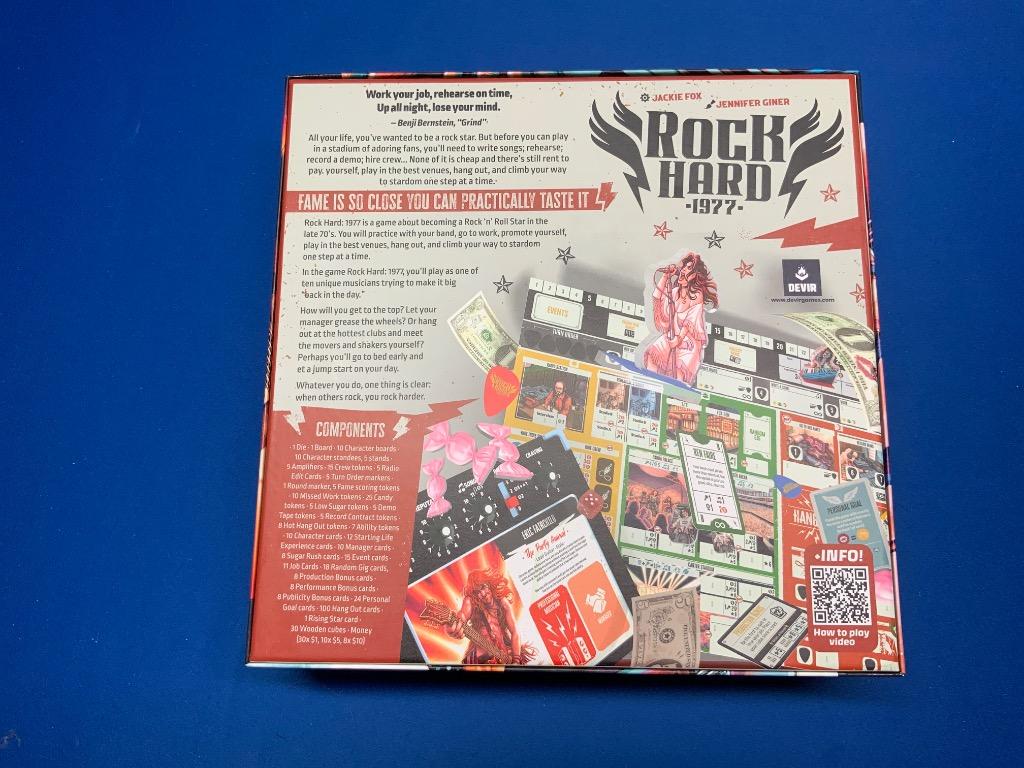 Work your job, rehearse on time,
Up all night, lose your mind.
– Benji Bernstein, "Grind"
All your life, you've wanted to be a rock star. But before you can play
in a stadium of adoring fans, you'll need to write songs; rehearse;
record a demo; hire crew... None of it is cheap and there's still rent to
pay. yourself, play in the best venues, hang out, and climb your way
to stardom one step at a time.
FAME IS SO CLOSE YOU CAN PRACTICALLY TASTE IT
Rock Hard: 1977 is a game about becoming a Rock 'n' Roll Star in the
late 70's. You will practice with your band, go to work, promote yourself,
play in the best venues, hang out, and climb your way to stardom
one step at a time.
In the game Rock Hard: 1977, you'll play as one of
ten unique musicians trying to make it big
"back in the day."
How will you get to the top? Let your
manager grease the wheels? Or hang
out at the hottest clubs and meet
the movers and shakers yourself?
Perhaps you'll go to bed early and
et a jump start on your day.
Whatever you do, one thing is clear:
when others rock, you rock harder.
COMPONENTS
· 1 Die · 1 Board · 10 Character boards ·
10 Character standees, 5 stands ·
5 Amplifiers · 15 Crew tokens · 5 Radio
Edit Cards · 5 Turn Order markers ·
1 Round marker, 5 Fame scoring tokens
· 10 Missed Work tokens · 25 Candy
tokens · 5 Low Sugar tokens · 5 Demo
Tape tokens · 5 Record Contract tokens ·
8 Hot Hang Out tokens · 7 Ability tokens
· 10 Character cards · 12 Starting Life
Experience cards · 10 Manager cards ·
8 Sugar Rush cards · 15 Event cards ·
11 Job Cards · 18 Random Gig cards,
8 Production Bonus cards ·
8 Performance Bonus cards ·
8 Publicity Bonus cards · 24 Personal
Goal cards · 100 Hang Out cards ·
1 Rising Star card ·
30 Wooden cubes · Money
(30x $1, 10x $5, 8x $10)
JACKIE FOX
JENNIFER GINER
ROCK
HARD
·1977·
DEVIR
www.devirgames.com
EVENTS
TURN ORDER
RANDOM
GIG
REN FAIRE
CRAVING
ERIC FAIRCHILD
The Party Animal
PROFESSIONAL
MUSICIAN
WORKER
PERSONAL GOAL
·INFO!
How to play
video